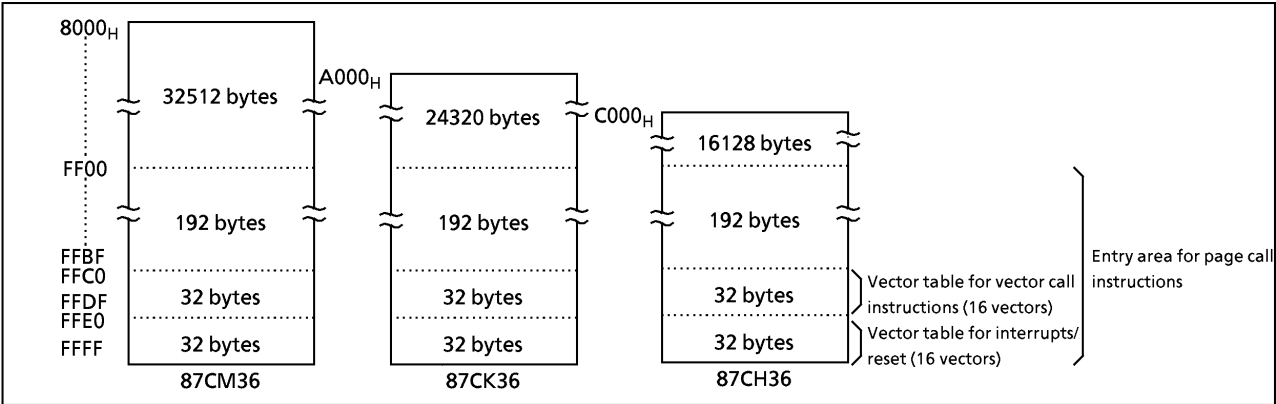 8000H
32512 bytes
A000H
24320 bytes
C000H
16128 bytes
FF00
192 bytes
192 bytes
192 bytes
FFBF
FFC0
FFDF
FFE0
FFFF
32 bytes
32 bytes
32 bytes
32 bytes
32 bytes
32 bytes
Vector table for vector call
instructions (16 vectors)
Vector table for interrupts/
reset (16 vectors)
Entry area for page call
instructions
87CM36
87CK36
87CH36